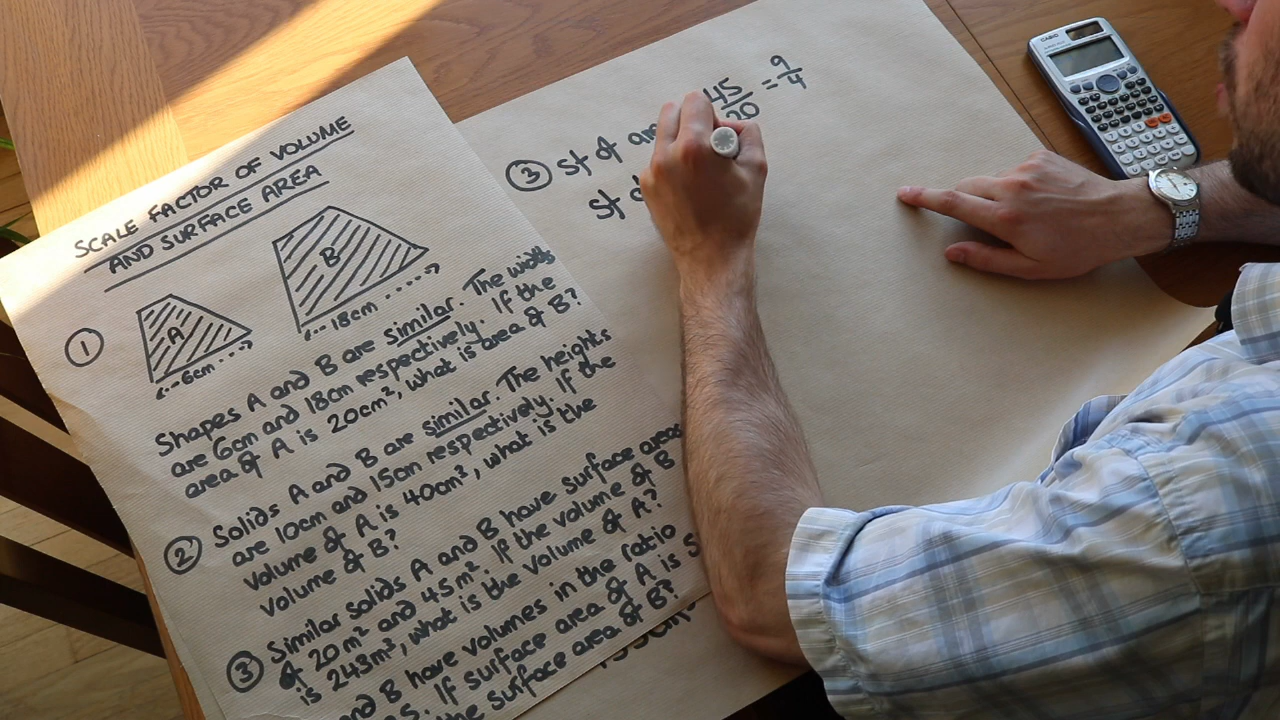 SCALE FACTOR OF VOLUME
AND SURFACE AREA
1
A
6cm
B
18cm
Shapes A and B are similar. The widths
are 6cm and 18cm respectively. If the
area of A is 20cm², what is area of B?
2 Solids A and B are similar. The heights
are 10cm and 15cm respectively. If the
volume of A is 40cm³, what is the
volume of B?
3 Similar solids A and B have surface areas
of 20m² and 45m². If the volume of B
is 243m³, what is the volume of A?
and B have volumes in the ratio
If surface area of A is
the surface area of B?
3 sf of 45/20 = 9/4
sf
CASIO